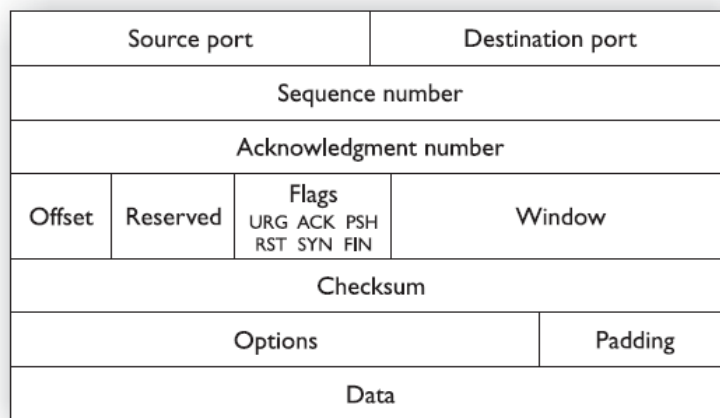 Source port
Destination port
Sequence number
Acknowledgment number
Offset
Reserved
Flags
URG ACK PSH
RST SYN FIN
Window
Checksum
Options
Padding
Data